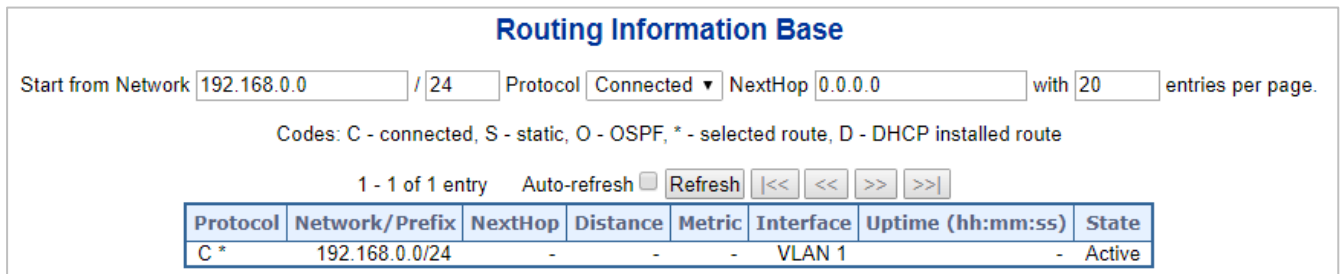 Routing Information Base
Start from Network 192.168.0.0 / 24 Protocol Connected NextHop 0.0.0.0 with 20 entries per page.
Codes: C - connected, S - static, O - OSPF, * - selected route, D - DHCP installed route
1 - 1 of 1 entry Auto-refresh Refresh |<< << >> >>|
Protocol Network/Prefix NextHop Distance Metric Interface Uptime (hh:mm:ss) State
C * 192.168.0.0/24 - - - VLAN 1 - Active